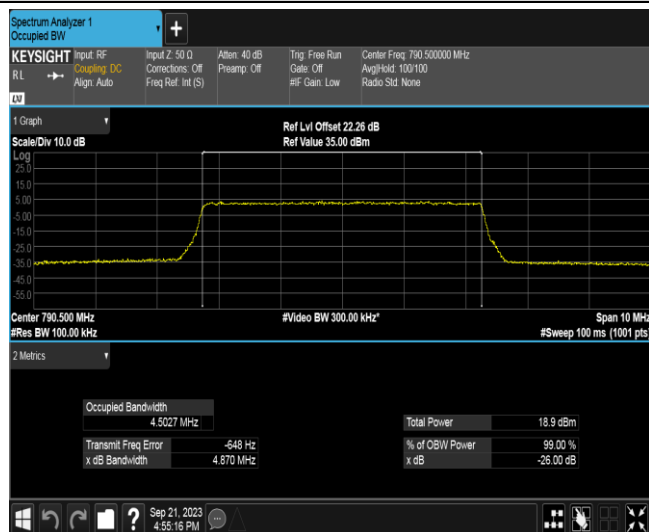 Spectrum Analyzer 1
Occupied BW
+
KEYSIGHT Input: RF Input Z: 50 Ω Atten: 40 dB Trig: Free Run Center Freq: 790.500000 MHz
RL Coupling: DC Corrections: Off Preamp: Off Gate: Off Avg|Hold: 100/100
Align: Auto Freq Ref: Int (S) #IF Gain: Low Radio Std: None
LXI
1 Graph
Ref Lvl Offset 22.26 dB
Scale/Div 10.0 dB Ref Value 35.00 dBm
Log
25.0
15.0
5.00
-5.00
-15.0
-25.0
-35.0
-45.0
-55.0
Center 790.500 MHz #Video BW 300.00 kHz* Span 10 MHz
#Res BW 100.00 kHz #Sweep 100 ms (1001 pts)
2 Metrics
Occupied Bandwidth
4.5027 MHz Total Power 18.9 dBm
Transmit Freq Error -648 Hz % of OBW Power 99.00 %
x dB Bandwidth 4.870 MHz x dB -26.00 dB
? Sep 21, 2023
4:55:16 PM